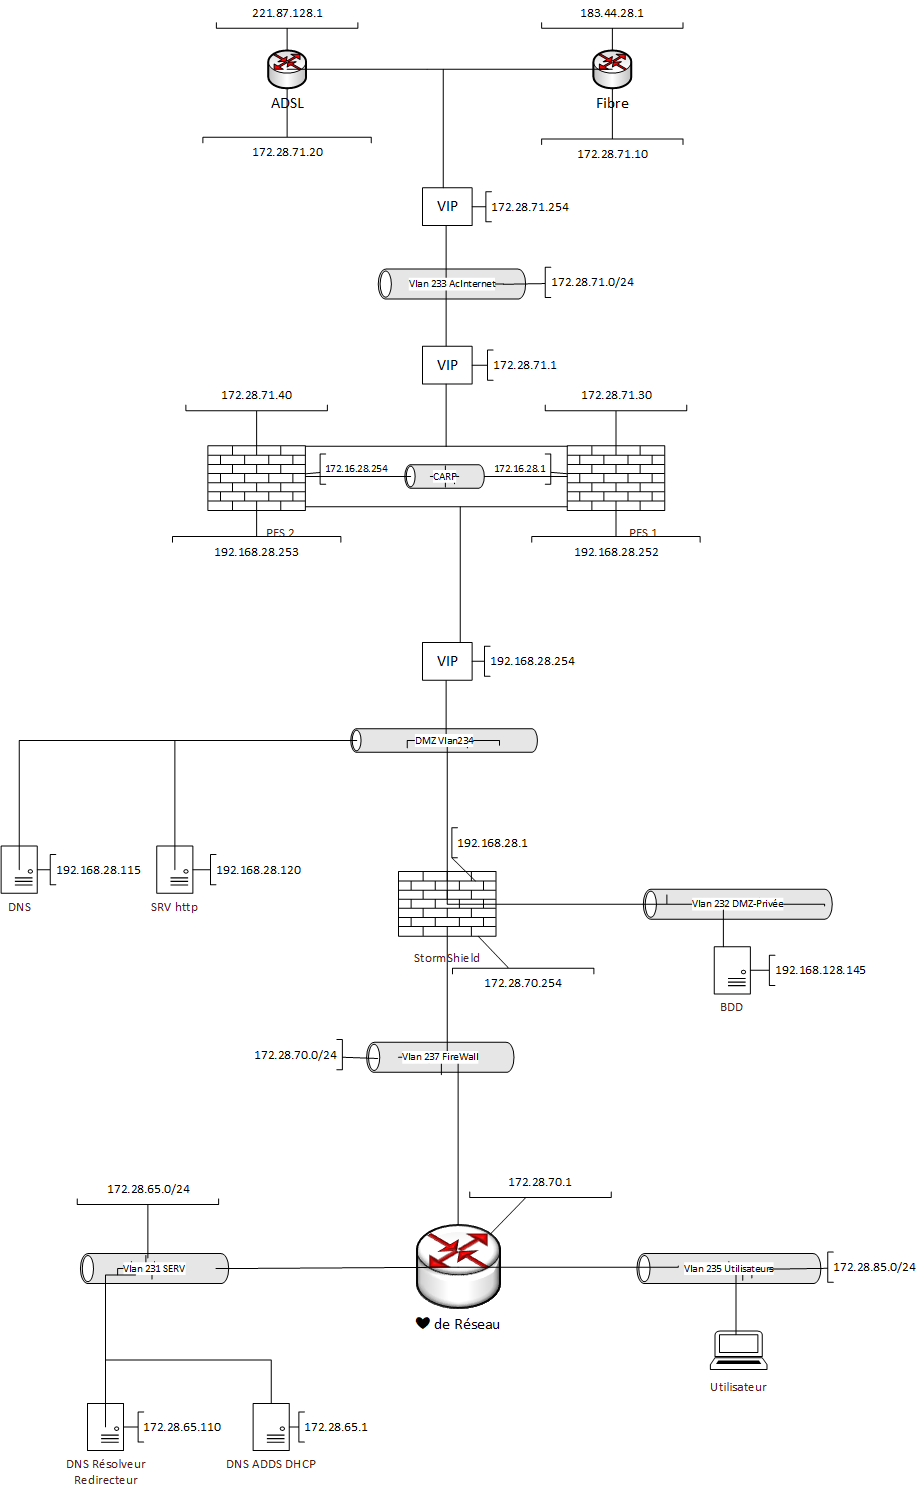 221.87.128.1
183.44.28.1
ADSL
Fibre
172.28.71.20
172.28.71.10
VIP
172.28.71.254
Vlan 233 AcInternet
172.28.71.0/24
VIP
172.28.71.1
172.28.71.40
172.28.71.30
172.16.28.254
CARP
172.16.28.1
PFS 2
PFS 1
192.168.28.253
192.168.28.252
VIP
192.168.28.254
DMZ Vlan234
192.168.28.1
192.168.28.115
192.168.28.120
DNS
SRV http
Vlan 232 DMZ-Privée
StormShield
172.28.70.254
192.168.128.145
BDD
172.28.70.0/24
Vlan 237 FireWall
172.28.65.0/24
172.28.70.1
Vlan 231 SERV
Vlan 235 Utilisateurs
172.28.85.0/24
♥ de Réseau
Utilisateur
172.28.65.110
172.28.65.1
DNS Résolveur
Redirecteur
DNS ADDS DHCP